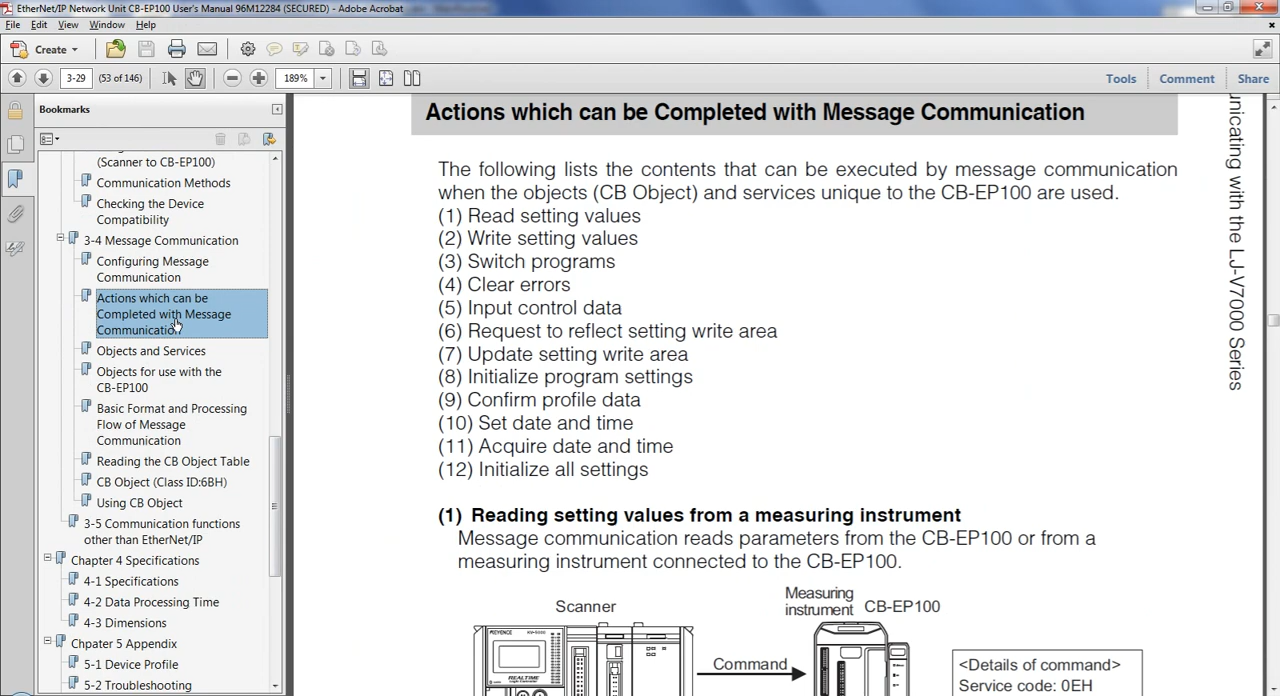 EtherNet/IP Network Unit CB-EP100 User's Manual 96M12284 (SECURED) - Adobe Acrobat
File Edit View Window Help
Create
3-29 (53 of 146) 189% Tools Comment Share
Bookmarks
(Scanner to CB-EP100)
Communication Methods
Checking the Device
Compatibility
3-4 Message Communication
Configuring Message
Communication
Actions which can be
Completed with Message
Communication
Objects and Services
Objects for use with the
CB-EP100
Basic Format and Processing
Flow of Message
Communication
Reading the CB Object Table
CB Object (Class ID:6BH)
Using CB Object
3-5 Communication functions
other than EtherNet/IP
Chapter 4 Specifications
4-1 Specifications
4-2 Data Processing Time
4-3 Dimensions
Chpater 5 Appendix
5-1 Device Profile
5-2 Troubleshooting
Actions which can be Completed with Message Communication
The following lists the contents that can be executed by message communication
when the objects (CB Object) and services unique to the CB-EP100 are used.
(1) Read setting values
(2) Write setting values
(3) Switch programs
(4) Clear errors
(5) Input control data
(6) Request to reflect setting write area
(7) Update setting write area
(8) Initialize program settings
(9) Confirm profile data
(10) Set date and time
(11) Acquire date and time
(12) Initialize all settings
(1) Reading setting values from a measuring instrument
Message communication reads parameters from the CB-EP100 or from a
measuring instrument connected to the CB-EP100.
Scanner
Measuring
instrument CB-EP100
KEYENCE KV-5000
REALTIME
Command
<Details of command>
Service code: 0EH
unicating with the LJ-V7000 Series